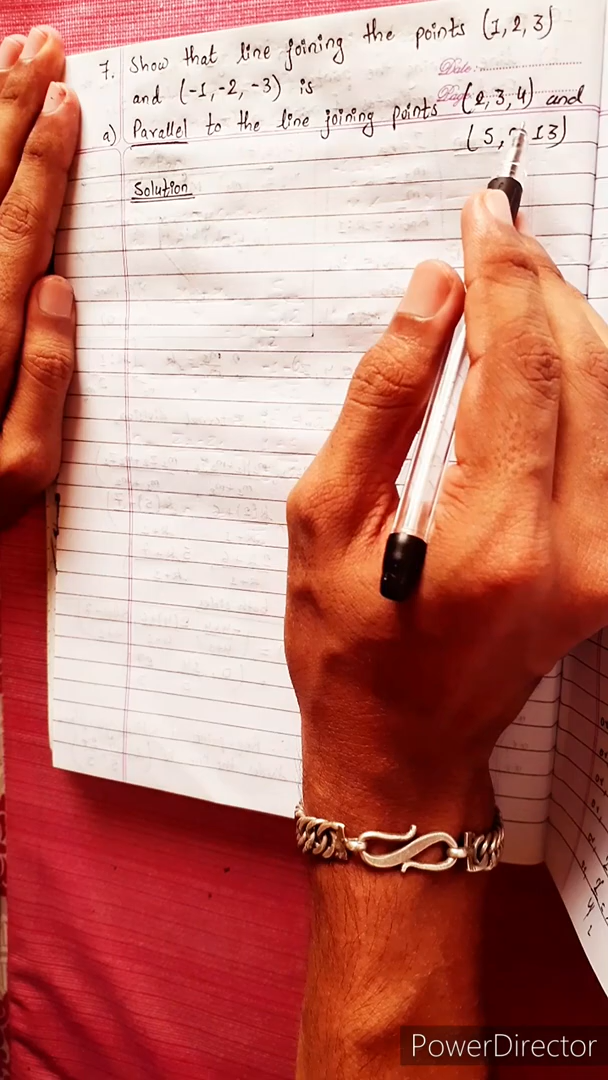 7. Show that line joining the points (1, 2, 3)
Date:
and (-1, -2, -3) is
a) Parallel to the line joining points (2, 3, 4) and
(5, 13)
Solution
PowerDirector